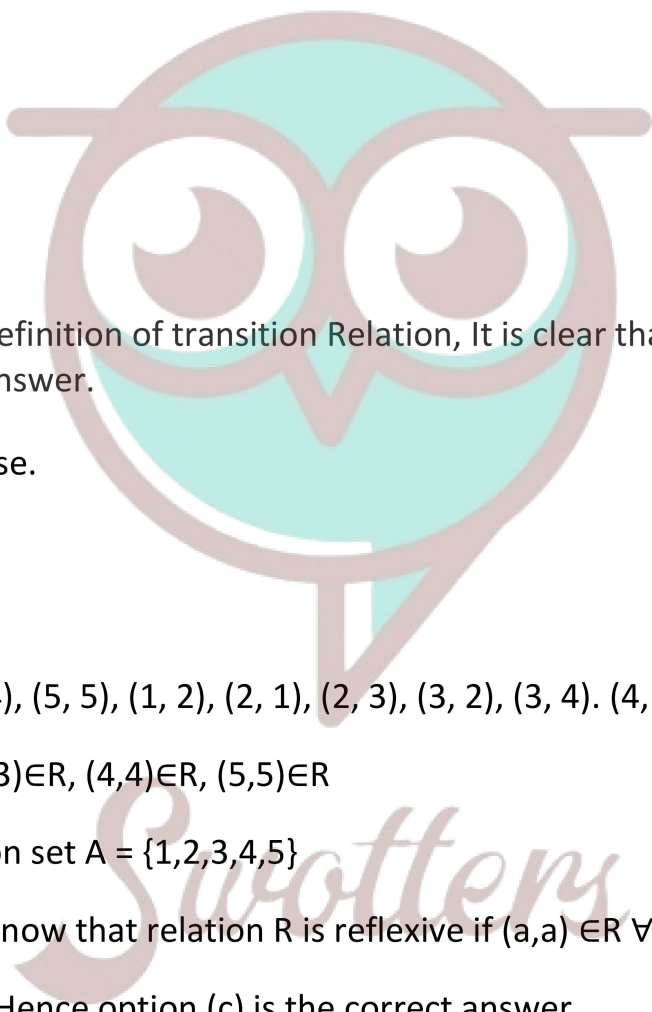 efinition of transition Relation, It is clear tha
nswer.
se.
), (5, 5), (1, 2), (2, 1), (2, 3), (3, 2), (3, 4). (4,
3)∈R, (4,4)∈R, (5,5)∈R
n set A = {1,2,3,4,5}
now that relation R is reflexive if (a,a) ∈R ∀
Hence option (c) is the correct answer
Swotters